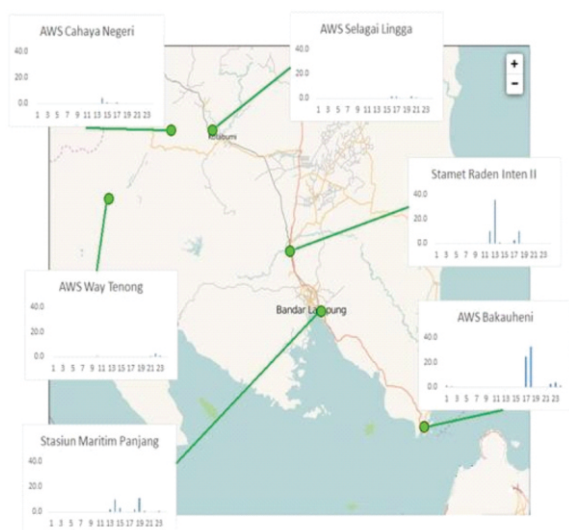 AWS Cahaya Negeri
40.0
20.0
0.0
1 3 5 7 9 11 13 15 17 19 21 23
AWS Selagai Lingga
40.0
20.0
0.0
1 3 5 7 9 11 13 15 17 19 21 23
+
−
Stamet Raden Inten II
40.0
20.0
0.0
1 3 5 7 9 11 13 15 17 19 21 23
AWS Way Tenong
40.0
20.0
0.0
1 3 5 7 9 11 13 15 17 19 21 23
Bandar Lampung
AWS Bakauheni
40.0
20.0
0.0
1 3 5 7 9 11 13 15 17 19 21 23
Stasiun Maritim Panjang
40.0
20.0
0.0
1 3 5 7 9 11 13 15 17 19 21 23